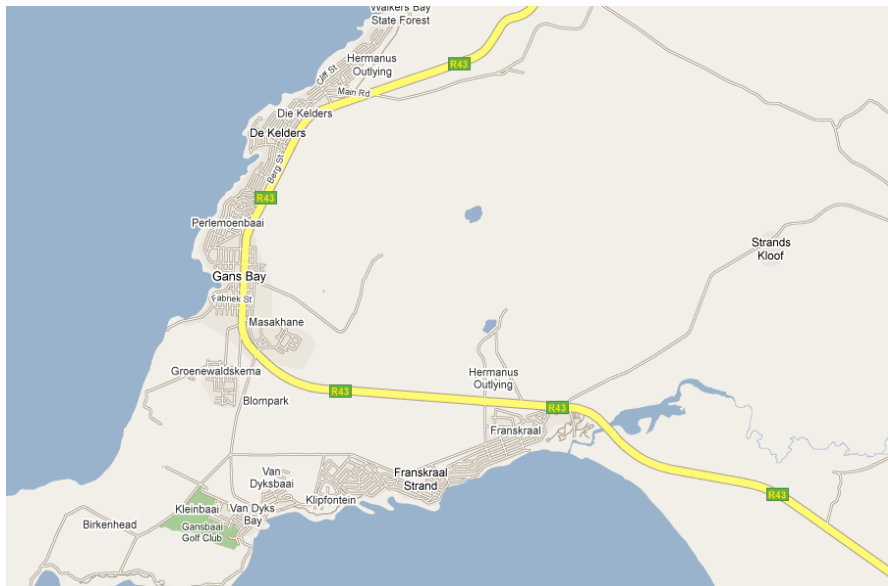 Walkers Bay
State Forest
Hermanus
Outlying
Cliff St
R43
Main Rd
Die Kelders
De Kelders
Berg St
R43
Perlemoenbaai
Strands
Kloof
Gans Bay
Fabriek St
Masakhane
Groenewaldskema
Hermanus
Outlying
R43
Blompark
R43
Franskraal
Van
Dyksbaai
Franskraal
Strand
Klipfontein
R43
Kleinbaai
Van Dyks
Bay
Birkenhead
Gansbaai
Golf Club